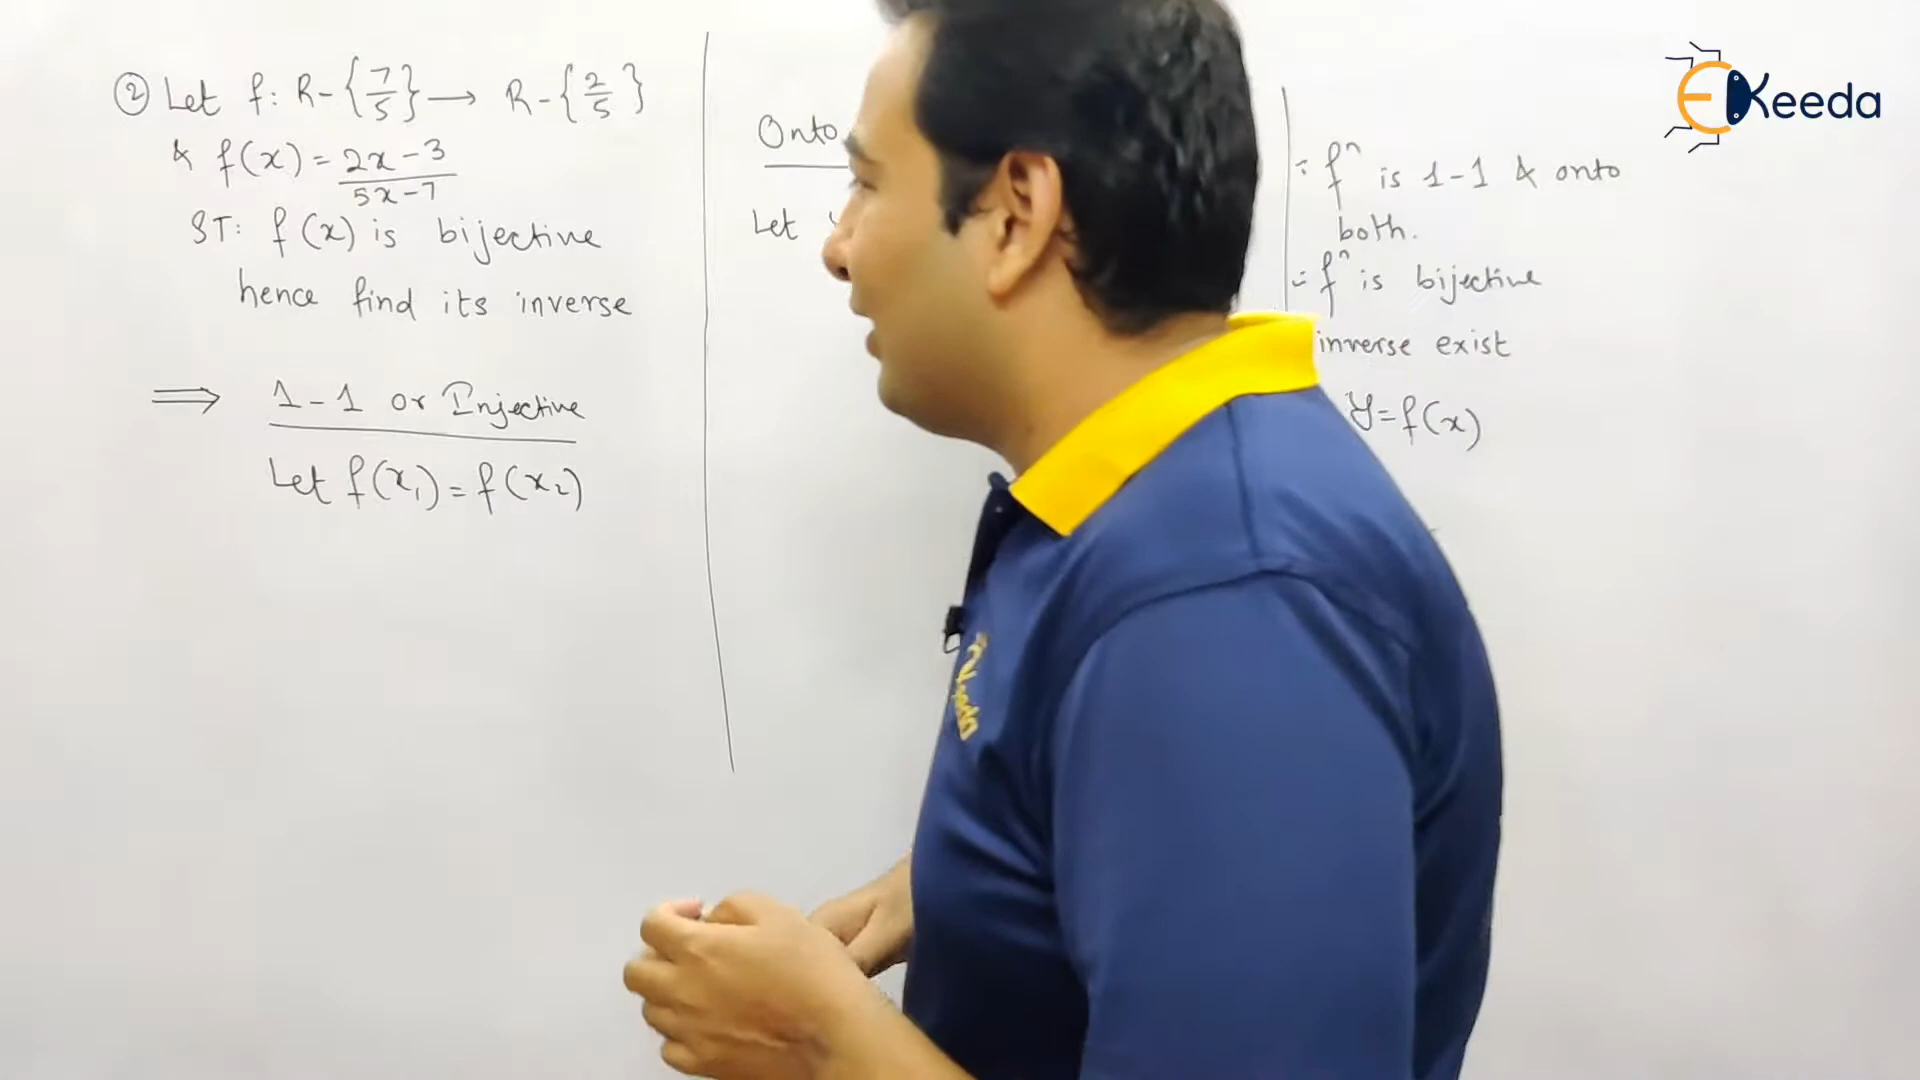 ② Let f: R - {7/5} → R - {2/5}
& f(x) = 2x - 3 / 5x - 7
ST: f(x) is bijective
hence find its inverse
⇒ 1-1 or Injective
Let f(x₁) = f(x₂)
Onto
Let
∴ fⁿ is 1-1 & onto
both.
∴ fⁿ is bijective
inverse exist
y = f(x)
EKeeda